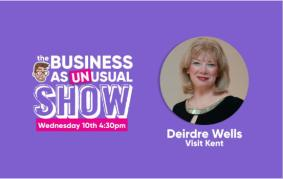 the
BUSINESS
AS UNUSUAL
SHOW
Wednesday 10th 4:30pm
Deirdre Wells
Visit Kent